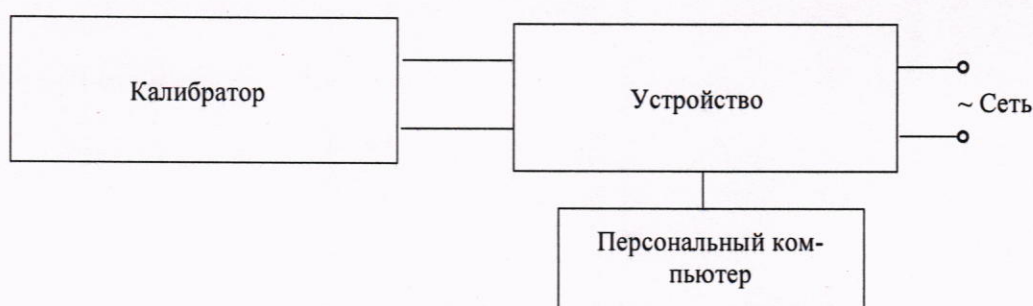 Калибратор
Устройство
~ Сеть
Персональный ком-
пьютер